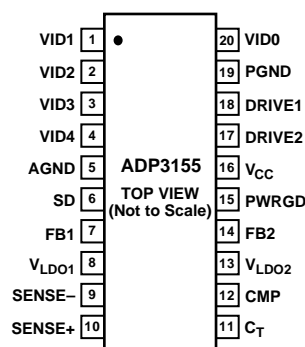 VID1 1 20 VID0
VID2 2 19 PGND
VID3 3 18 DRIVE1
VID4 4 17 DRIVE2
AGND 5 ADP3155 16 VCC
SD 6 TOP VIEW 15 PWRGD
(Not to Scale)
FB1 7 14 FB2
VLDO1 8 13 VLDO2
SENSE– 9 12 CMP
SENSE+ 10 11 CT